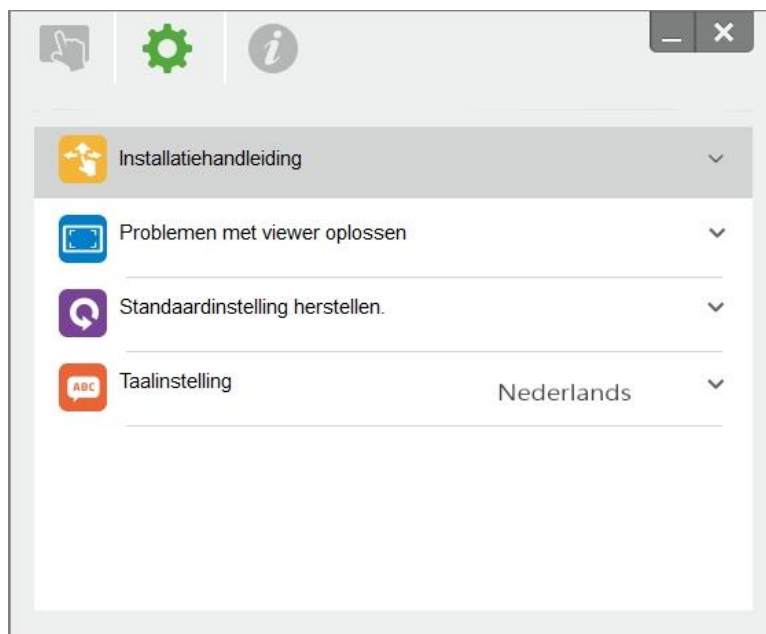 Installatiehandleiding
Problemen met viewer oplossen
Standaardinstelling herstellen.
ABC
Taalinstelling Nederlands